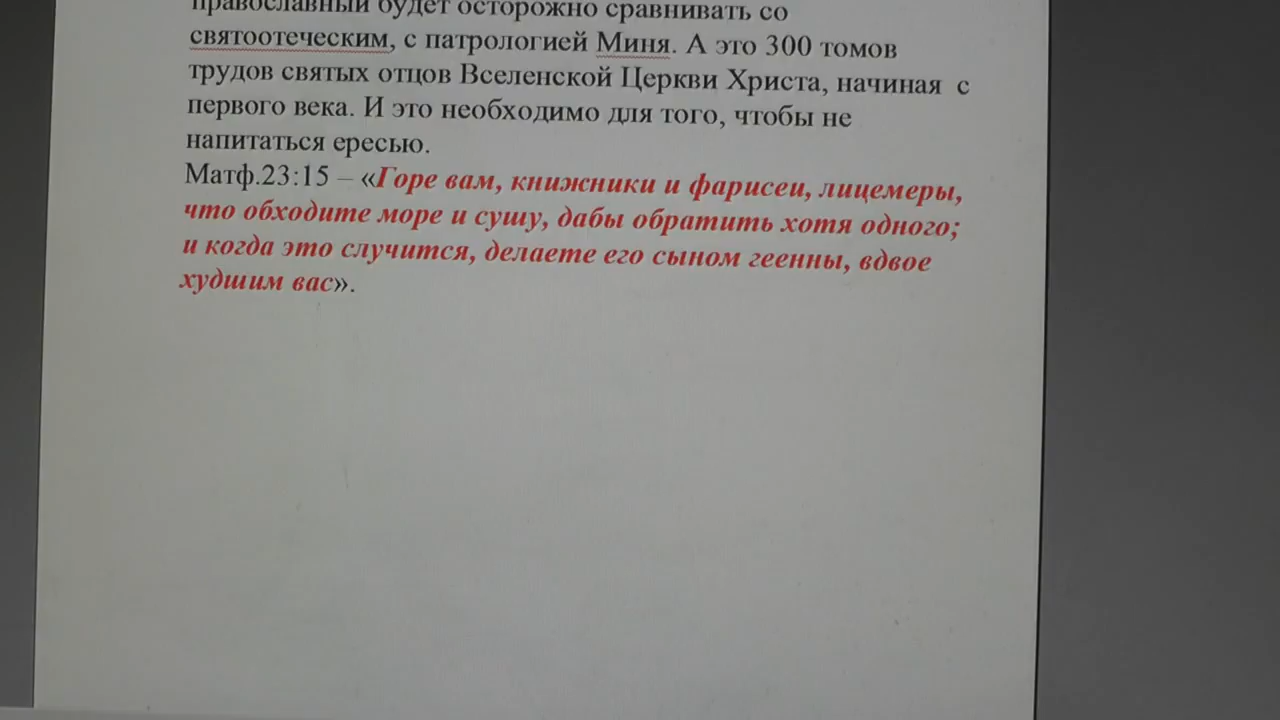 православный будет осторожно сравнивать со
святоотеческим, с патрологией Миня. А это 300 томов
трудов святых отцов Вселенской Церкви Христа, начиная с
первого века. И это необходимо для того, чтобы не
напитаться ересью.
Матф.23:15 – «Горе вам, книжники и фарисеи, лицемеры,
что обходите море и сушу, дабы обратить хотя одного;
и когда это случится, делаете его сыном геенны, вдвое
худшим вас».